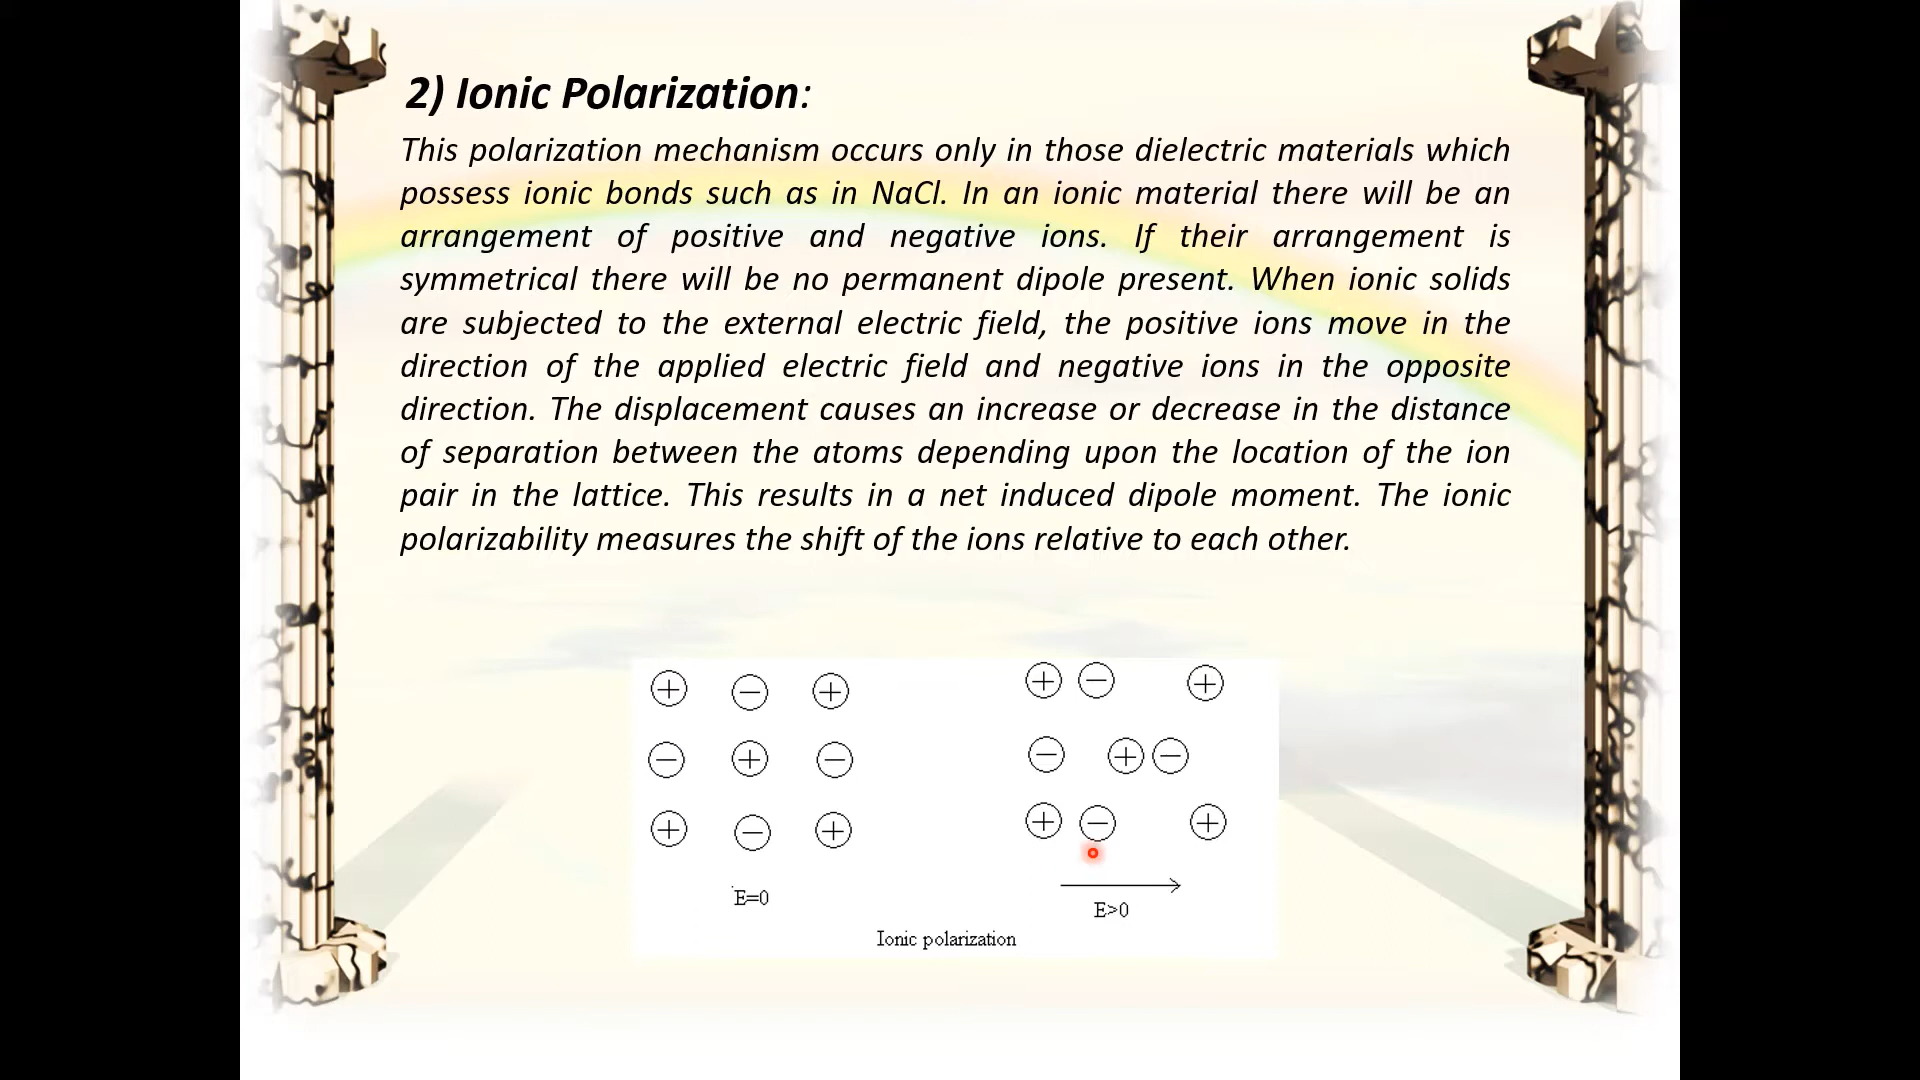 2) Ionic Polarization:
This polarization mechanism occurs only in those dielectric materials which
possess ionic bonds such as in NaCl. In an ionic material there will be an
arrangement of positive and negative ions. If their arrangement is
symmetrical there will be no permanent dipole present. When ionic solids
are subjected to the external electric field, the positive ions move in the
direction of the applied electric field and negative ions in the opposite
direction. The displacement causes an increase or decrease in the distance
of separation between the atoms depending upon the location of the ion
pair in the lattice. This results in a net induced dipole moment. The ionic
polarizability measures the shift of the ions relative to each other.
+ − + + − +
− + − − + −
+ − + + − +
E=0
E>0
Ionic polarization